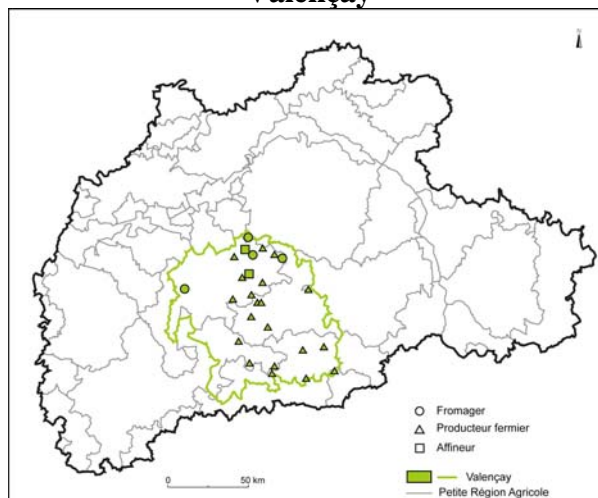 Valençay
Fromager
Producteur fermier
Affineur
Valençay
Petite Région Agricole
0 50 km